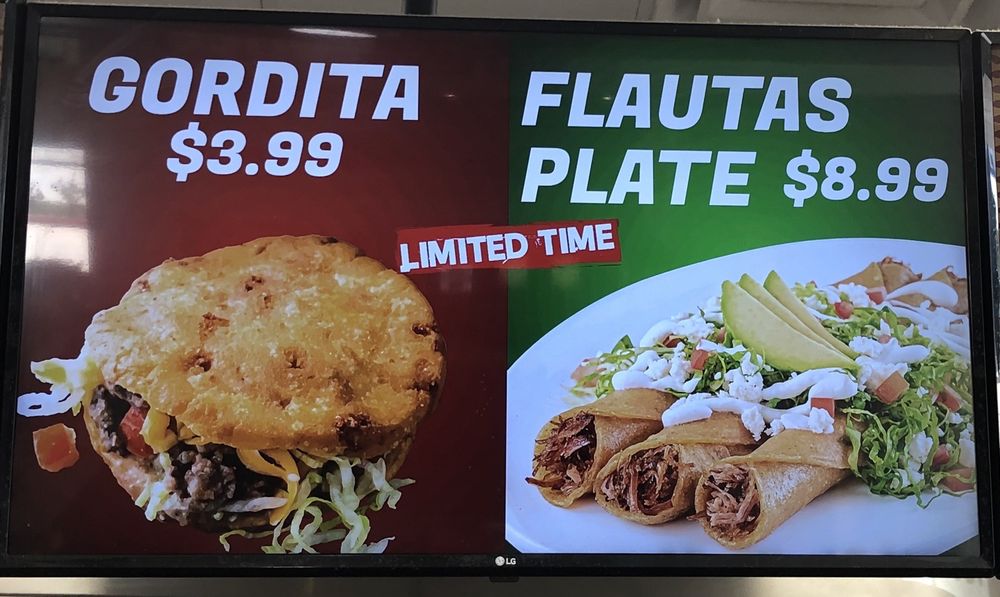 GORDITA
$3.99
FLAUTAS
PLATE $8.99
LIMITED TIME
LG